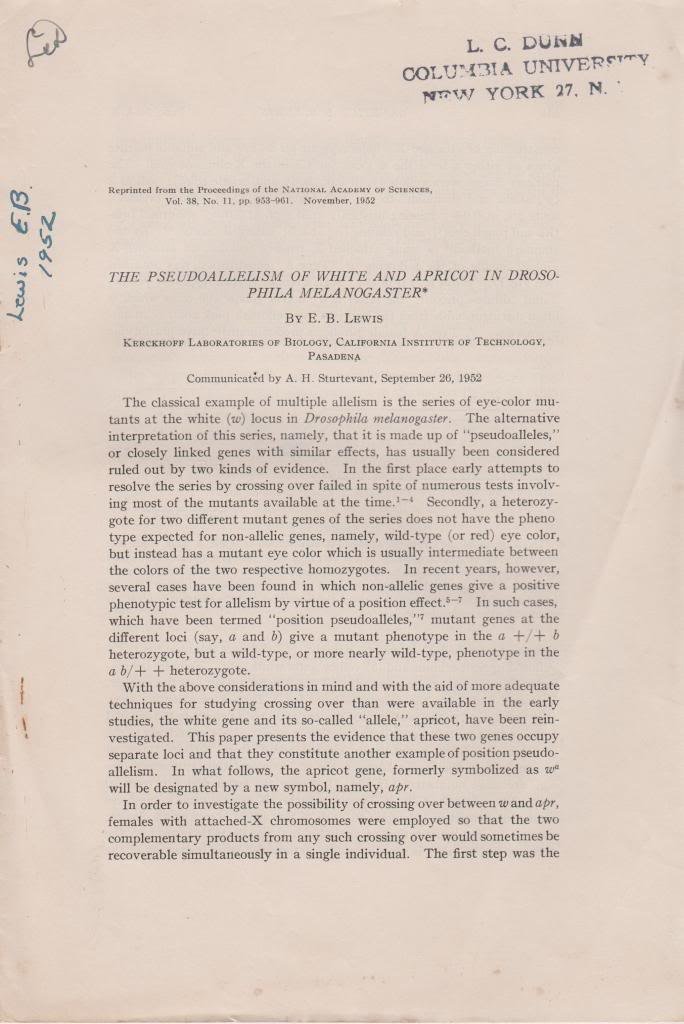 L. C. DUNN
COLUMBIA UNIVERSITY
NEW YORK 27, N.
Lewis E.B.
1952
Reprinted from the Proceedings of the NATIONAL ACADEMY OF SCIENCES,
Vol. 38, No. 11, pp. 953–961. November, 1952
THE PSEUDOALLELISM OF WHITE AND APRICOT IN DROSO-
PHILA MELANOGASTER*
BY E. B. LEWIS
KERCKHOFF LABORATORIES OF BIOLOGY, CALIFORNIA INSTITUTE OF TECHNOLOGY,
PASADENA
Communicated by A. H. Sturtevant, September 26, 1952
The classical example of multiple allelism is the series of eye-color mu-
tants at the white (w) locus in Drosophila melanogaster. The alternative
interpretation of this series, namely, that it is made up of “pseudoalleles,”
or closely linked genes with similar effects, has usually been considered
ruled out by two kinds of evidence. In the first place early attempts to
resolve the series by crossing over failed in spite of numerous tests involv-
ing most of the mutants available at the time.¹⁻⁴ Secondly, a heterozy-
gote for two different mutant genes of the series does not have the pheno
type expected for non-allelic genes, namely, wild-type (or red) eye color,
but instead has a mutant eye color which is usually intermediate between
the colors of the two respective homozygotes. In recent years, however,
several cases have been found in which non-allelic genes give a positive
phenotypic test for allelism by virtue of a position effect.⁵⁻⁷ In such cases,
which have been termed “position pseudoalleles,”⁷ mutant genes at the
different loci (say, a and b) give a mutant phenotype in the a +/+ b
heterozygote, but a wild-type, or more nearly wild-type, phenotype in the
a b/+ + heterozygote.
With the above considerations in mind and with the aid of more adequate
techniques for studying crossing over than were available in the early
studies, the white gene and its so-called “allele,” apricot, have been rein-
vestigated. This paper presents the evidence that these two genes occupy
separate loci and that they constitute another example of position pseudo-
allelism. In what follows, the apricot gene, formerly symbolized as wᵃ
will be designated by a new symbol, namely, apr.
In order to investigate the possibility of crossing over between w and apr,
females with attached-X chromosomes were employed so that the two
complementary products from any such crossing over would sometimes be
recoverable simultaneously in a single individual. The first step was the